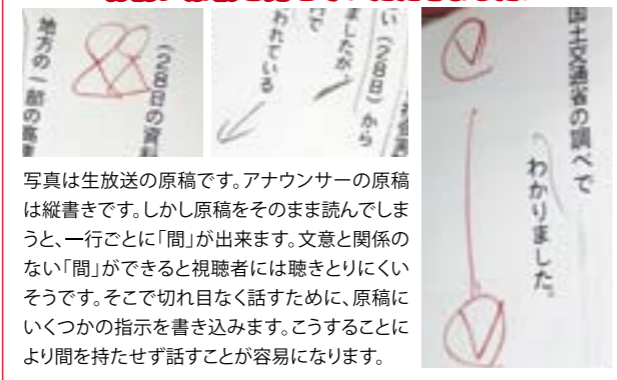 （28日の資料
地方の一部の高速
い（28日）から
ましたが、
われている
国土交通省の調べで
わかりました。
V
V
写真は生放送の原稿です。アナウンサーの原稿
は縦書きです。しかし原稿をそのまま読んでしま
うと、一行ごとに「間」が出来ます。文意と関係の
ない「間」ができると視聴者には聴きとりにくい
そうです。そこで切れ目なく話すために、原稿に
いくつかの指示を書き込みます。こうすることに
より間を持たせず話すことが容易になります。